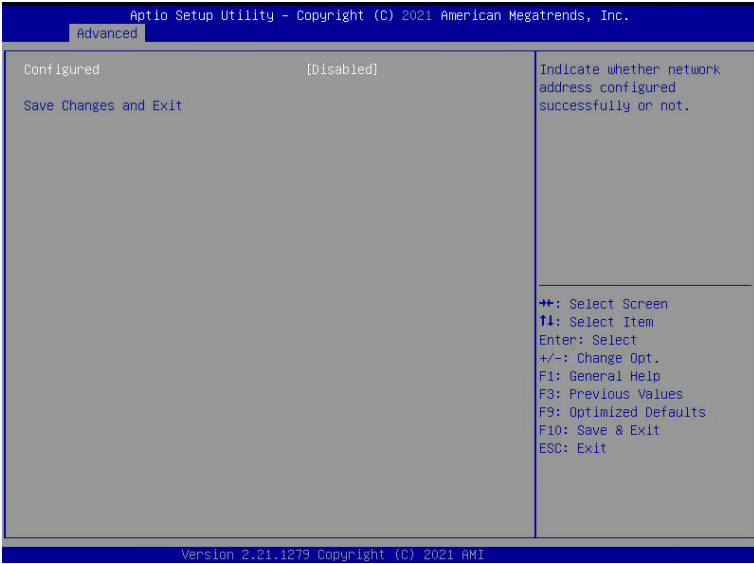 Aptio Setup Utility – Copyright (C) 2021 American Megatrends, Inc.
Advanced
Configured [Disabled]
Save Changes and Exit
Indicate whether network
address configured
successfully or not.
→←: Select Screen
↑↓: Select Item
Enter: Select
+/-: Change Opt.
F1: General Help
F3: Previous Values
F9: Optimized Defaults
F10: Save & Exit
ESC: Exit
Version 2.21.1279 Copyright (C) 2021 AMI